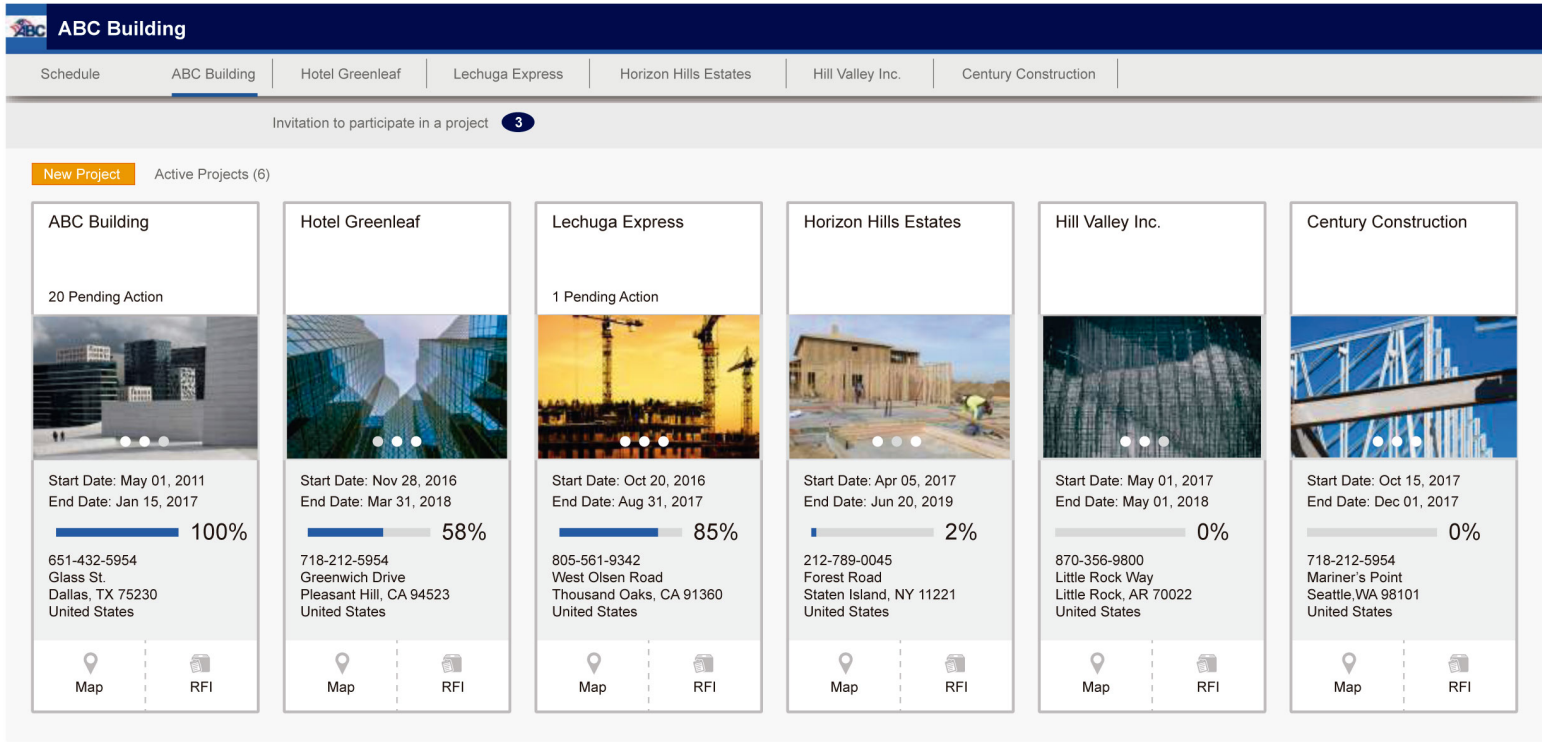 ABC ABC Building
Schedule ABC Building Hotel Greenleaf Lechuga Express Horizon Hills Estates Hill Valley Inc. Century Construction
Invitation to participate in a project 3
New Project Active Projects (6)
ABC Building
20 Pending Action
Start Date: May 01, 2011
End Date: Jan 15, 2017
100%
651-432-5954
Glass St.
Dallas, TX 75230
United States
Map RFI
Hotel Greenleaf
Start Date: Nov 28, 2016
End Date: Mar 31, 2018
58%
718-212-5954
Greenwich Drive
Pleasant Hill, CA 94523
United States
Map RFI
Lechuga Express
1 Pending Action
Start Date: Oct 20, 2016
End Date: Aug 31, 2017
85%
805-561-9342
West Olsen Road
Thousand Oaks, CA 91360
United States
Map RFI
Horizon Hills Estates
Start Date: Apr 05, 2017
End Date: Jun 20, 2019
2%
212-789-0045
Forest Road
Staten Island, NY 11221
United States
Map RFI
Hill Valley Inc.
Start Date: May 01, 2017
End Date: May 01, 2018
0%
870-356-9800
Little Rock Way
Little Rock, AR 70022
United States
Map RFI
Century Construction
Start Date: Oct 15, 2017
End Date: Dec 01, 2017
0%
718-212-5954
Mariner's Point
Seattle,WA 98101
United States
Map RFI